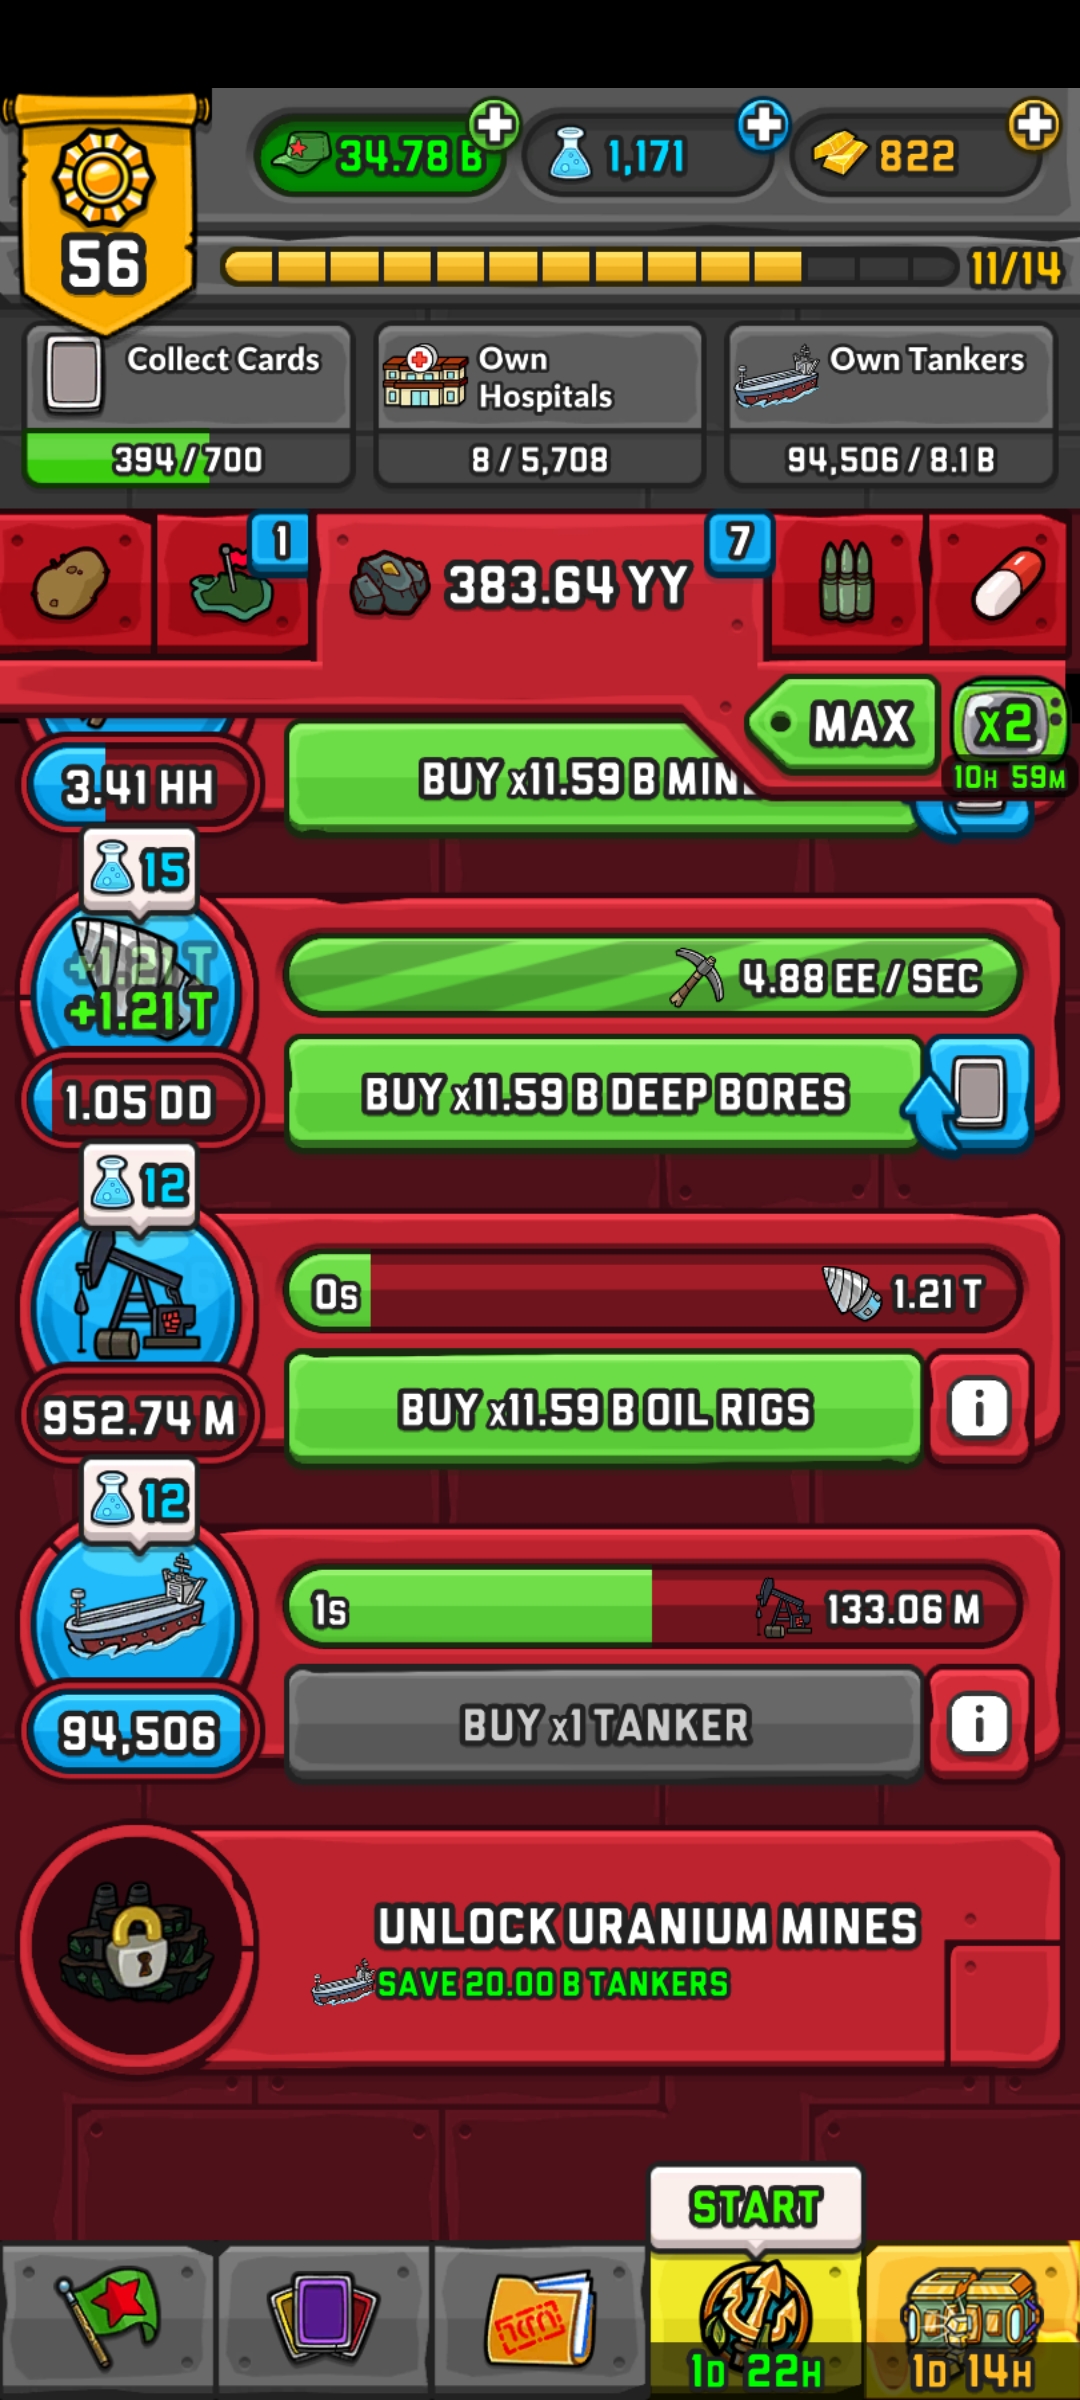 56
34.78 B
1,171
822
11/14
Collect Cards
394 / 700
Own
Hospitals
8 / 5,708
Own Tankers
94,506 / 8.1 B
1
383.64 YY
7
MAX
x2
10H 59M
3.41 HH
BUY x11.59 B MIN
15
+1.21 T
+1.21 T
4.88 EE / SEC
1.05 DD
BUY x11.59 B DEEP BORES
12
0s
1.21 T
952.74 M
BUY x11.59 B OIL RIGS
i
12
1s
133.06 M
94,506
BUY x1 TANKER
i
UNLOCK URANIUM MINES
SAVE 20.00 B TANKERS
START
1D 22H
1D 14H